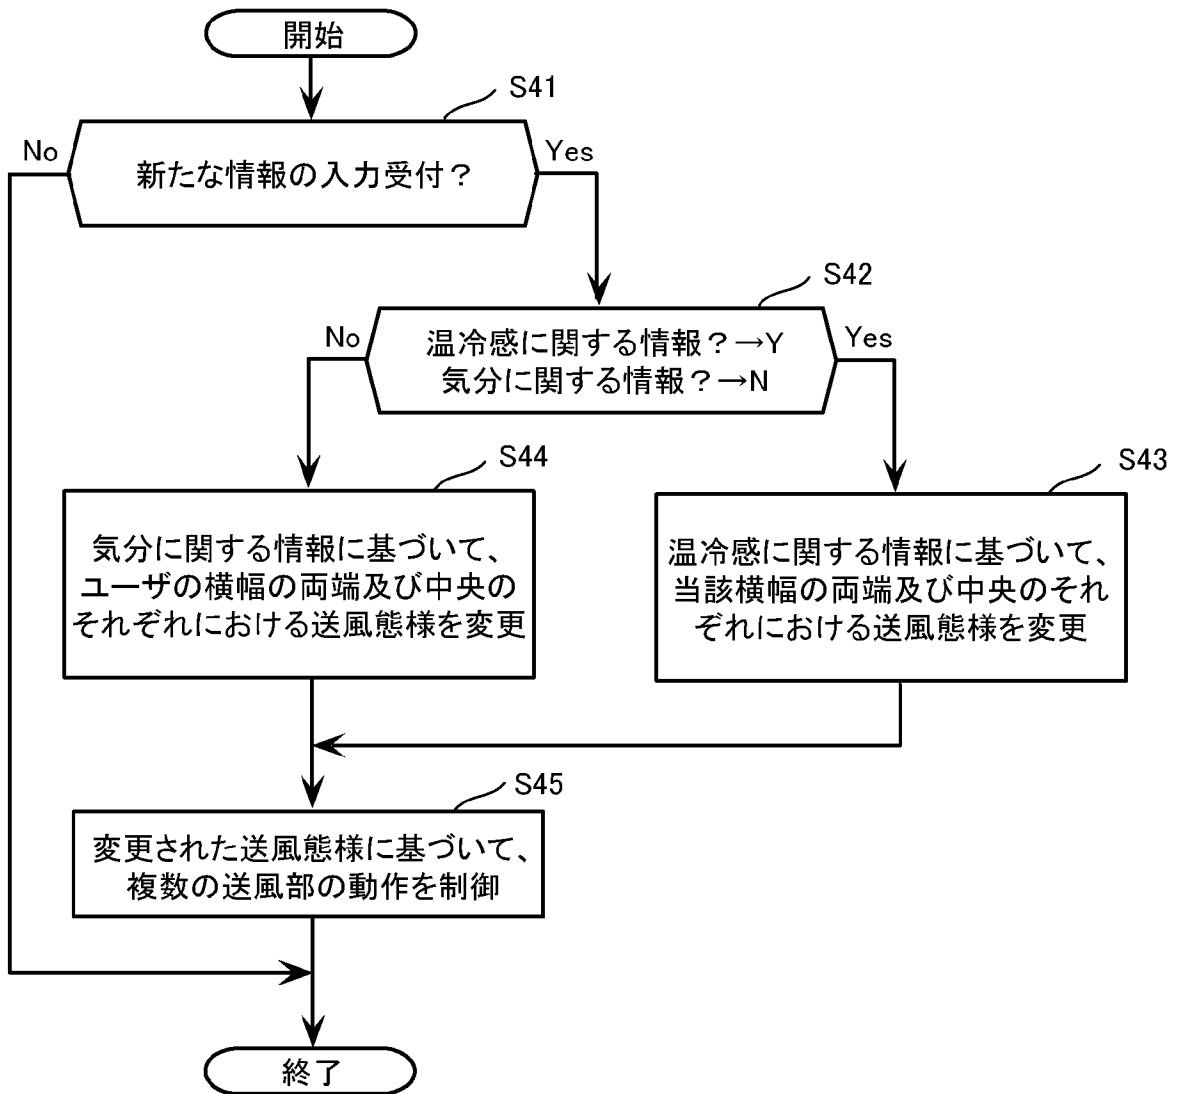 開始
S41
No
新たな情報の入力受付？
Yes
S42
No
温冷感に関する情報？→Y
気分に関する情報？→N
Yes
S44
気分に関する情報に基づいて、
ユーザの横幅の両端及び中央の
それぞれにおける送風態様を変更
S43
温冷感に関する情報に基づいて、
当該横幅の両端及び中央のそれ
ぞれにおける送風態様を変更
S45
変更された送風態様に基づいて、
複数の送風部の動作を制御
終了